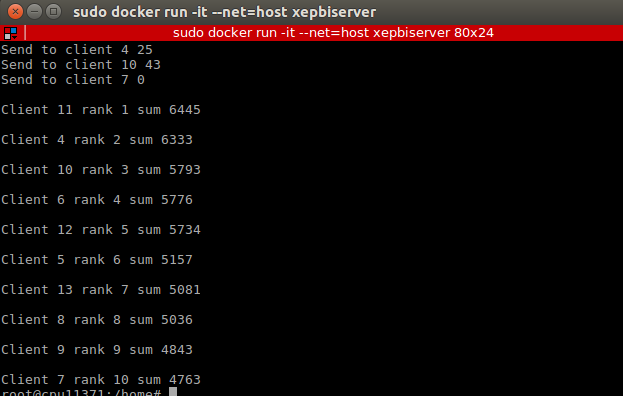 sudo docker run -it --net=host xepbiserver
sudo docker run -it --net=host xepbiserver 80x24
Send to client 4 25
Send to client 10 43
Send to client 7 0
Client 11 rank 1 sum 6445
Client 4 rank 2 sum 6333
Client 10 rank 3 sum 5793
Client 6 rank 4 sum 5776
Client 12 rank 5 sum 5734
Client 5 rank 6 sum 5157
Client 13 rank 7 sum 5081
Client 8 rank 8 sum 5036
Client 9 rank 9 sum 4843
Client 7 rank 10 sum 4763
root@cpu11371:/home#